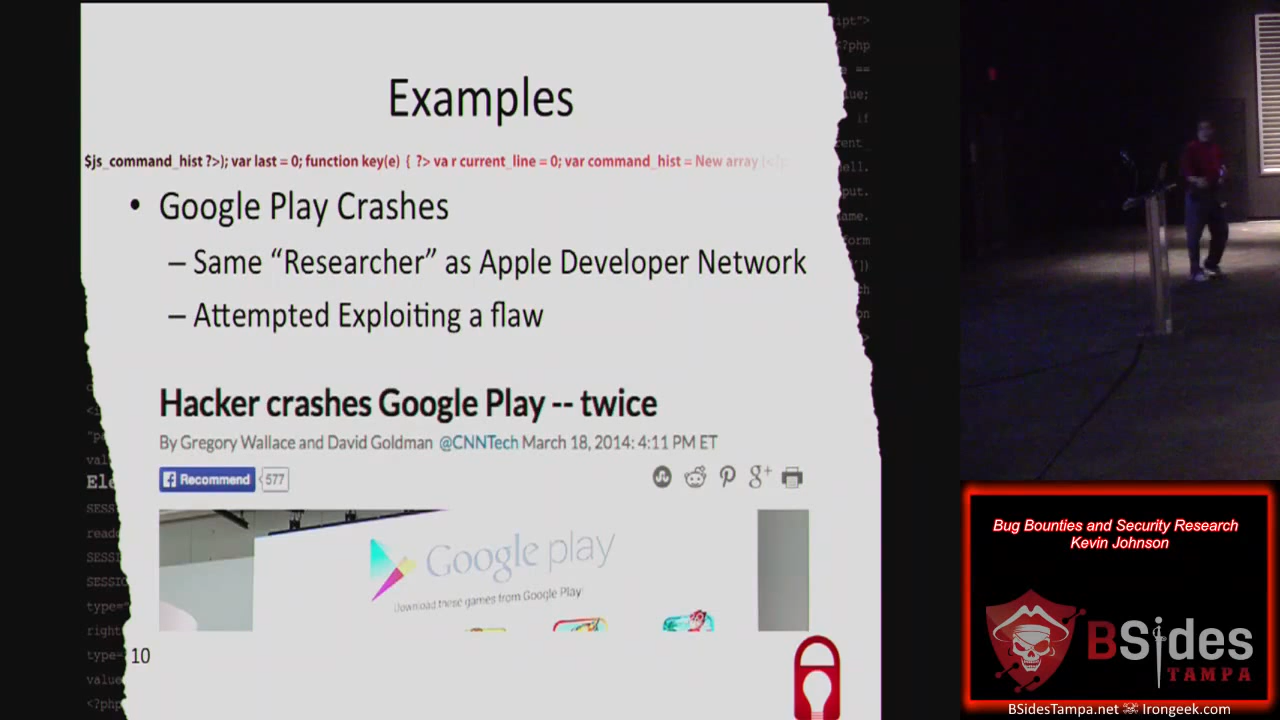 Examples
$js_command_hist ?>); var last = 0; function key(e) { ?> va r current_line = 0; var command_hist = New array (<?p
• Google Play Crashes
– Same “Researcher” as Apple Developer Network
– Attempted Exploiting a flaw
Hacker crashes Google Play -- twice
By Gregory Wallace and David Goldman @CNNTech March 18, 2014: 4:11 PM ET
Recommend 577
Google play
Download these games from Google Play
10
Bug Bounties and Security Research
Kevin Johnson
BSides
TAMPA
BSidesTampa.net Irongeek.com